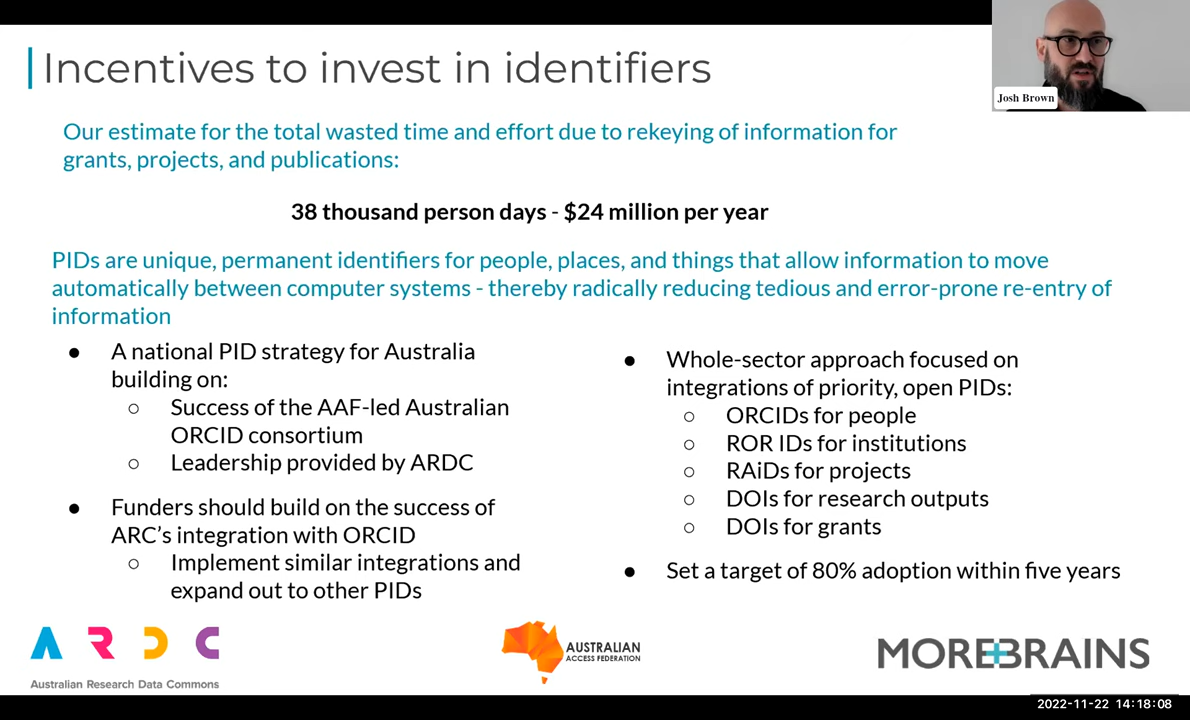 Incentives to invest in identifiers
Josh Brown
Our estimate for the total wasted time and effort due to rekeying of information for
grants, projects, and publications:
38 thousand person days - $24 million per year
PIDs are unique, permanent identifiers for people, places, and things that allow information to move
automatically between computer systems - thereby radically reducing tedious and error-prone re-entry of
information
● A national PID strategy for Australia
building on:
○ Success of the AAF-led Australian
ORCID consortium
○ Leadership provided by ARDC
● Funders should build on the success of
ARC’s integration with ORCID
○ Implement similar integrations and
expand out to other PIDs
● Whole-sector approach focused on
integrations of priority, open PIDs:
○ ORCIDs for people
○ ROR IDs for institutions
○ RAiDs for projects
○ DOIs for research outputs
○ DOIs for grants
● Set a target of 80% adoption within five years
ARDC
Australian Research Data Commons
AUSTRALIAN
ACCESS FEDERATION
MORE+BRAINS
2022-11-22 14:18:08